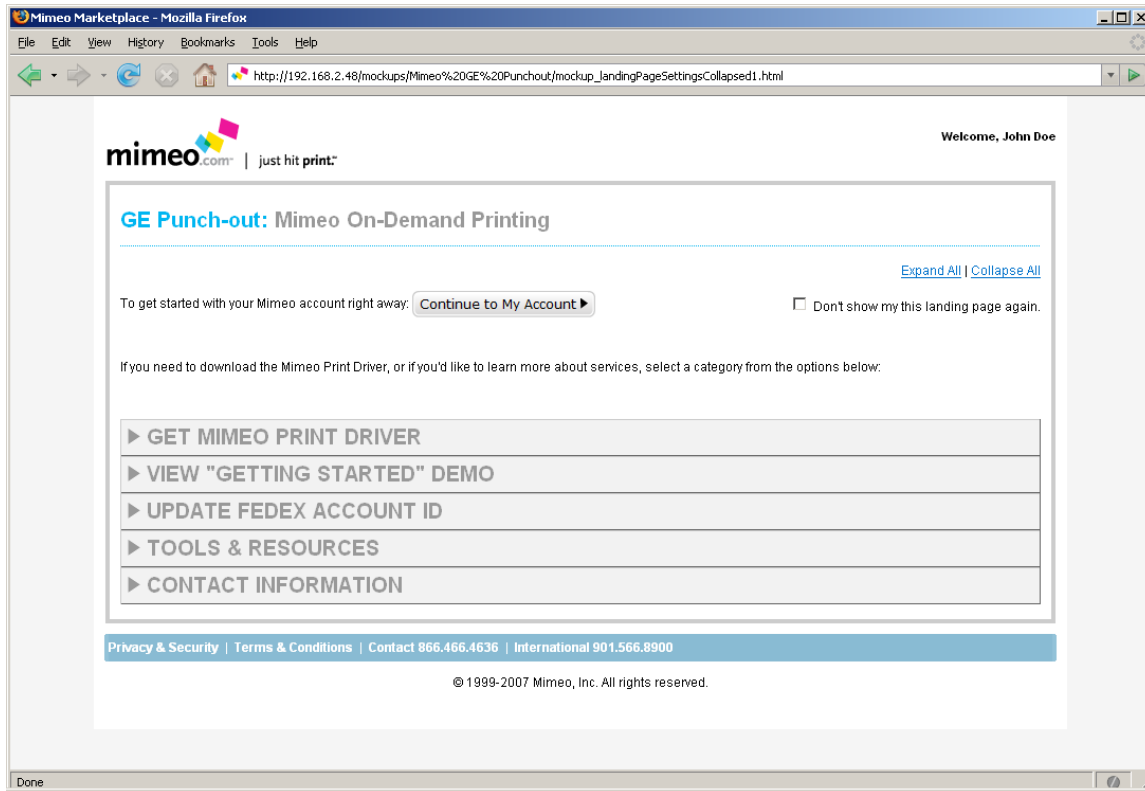 Mimeo Marketplace - Mozilla Firefox
File Edit View History Bookmarks Tools Help
http://192.168.2.48/mockups/Mimeo%20GE%20Punchout/mockup_landingPageSettingsCollapsed1.html
mimeo.com™ | just hit print.™
Welcome, John Doe
GE Punch-out: Mimeo On-Demand Printing
Expand All | Collapse All
To get started with your Mimeo account right away: Continue to My Account
Don't show my this landing page again.
If you need to download the Mimeo Print Driver, or if you'd like to learn more about services, select a category from the options below:
GET MIMEO PRINT DRIVER
VIEW "GETTING STARTED" DEMO
UPDATE FEDEX ACCOUNT ID
TOOLS & RESOURCES
CONTACT INFORMATION
Privacy & Security | Terms & Conditions | Contact 866.466.4636 | International 901.566.8900
© 1999-2007 Mimeo, Inc. All rights reserved.
Done